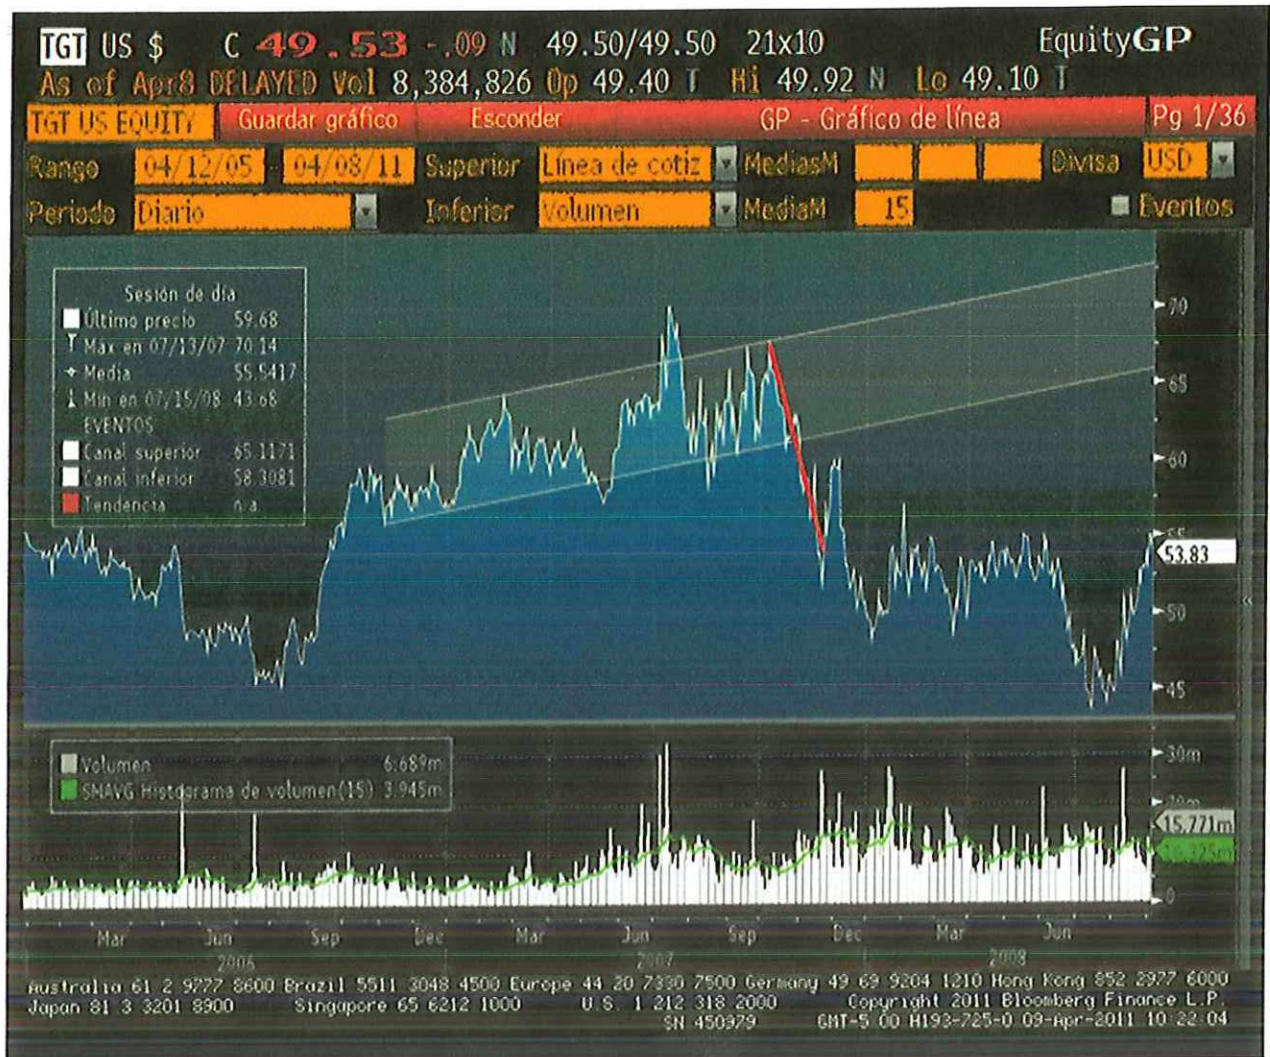 TGT US $ C 49.53 -.09 N 49.50/49.50 21x10 EquityGP
As of Apr8 DELAYED Vol 8,384,826 Op 49.40 T Hi 49.92 N Lo 49.10 T
TGT US EQUITY Guardar gráfico Esconder GP - Gráfico de línea Pg 1/36
Rango 04/12/05 - 04/08/11 Superior Línea de cotiz MediasM Divisa USD
Periodo Diario Inferior Volumen MediaM 15 Eventos
Sesión de día
Último precio 59.68
Máx en 07/13/07 70.14
Media 55.5417
Mín en 07/15/08 43.68
EVENTOS
Canal superior 65.1171
Canal inferior 58.3081
Tendencia n.a.
70
65
60
55
53.83
50
45
Volumen 6.689m
SMAVG Histograma de volumen(15) 3.945m
30m
20m
15.771m
0
Mar Jun Sep Dec Mar Jun Sep Dec Mar Jun
2006 2007 2008
Australia 61 2 9777 8600 Brazil 5511 3048 4500 Europe 44 20 7330 7500 Germany 49 69 9204 1210 Hong Kong 852 2977 6000
Japan 81 3 3201 8900 Singapore 65 6212 1000 U.S. 1 212 318 2000 Copyright 2011 Bloomberg Finance L.P.
SN 450979 GMT-5:00 H193-725-0 09-Apr-2011 10:22:04